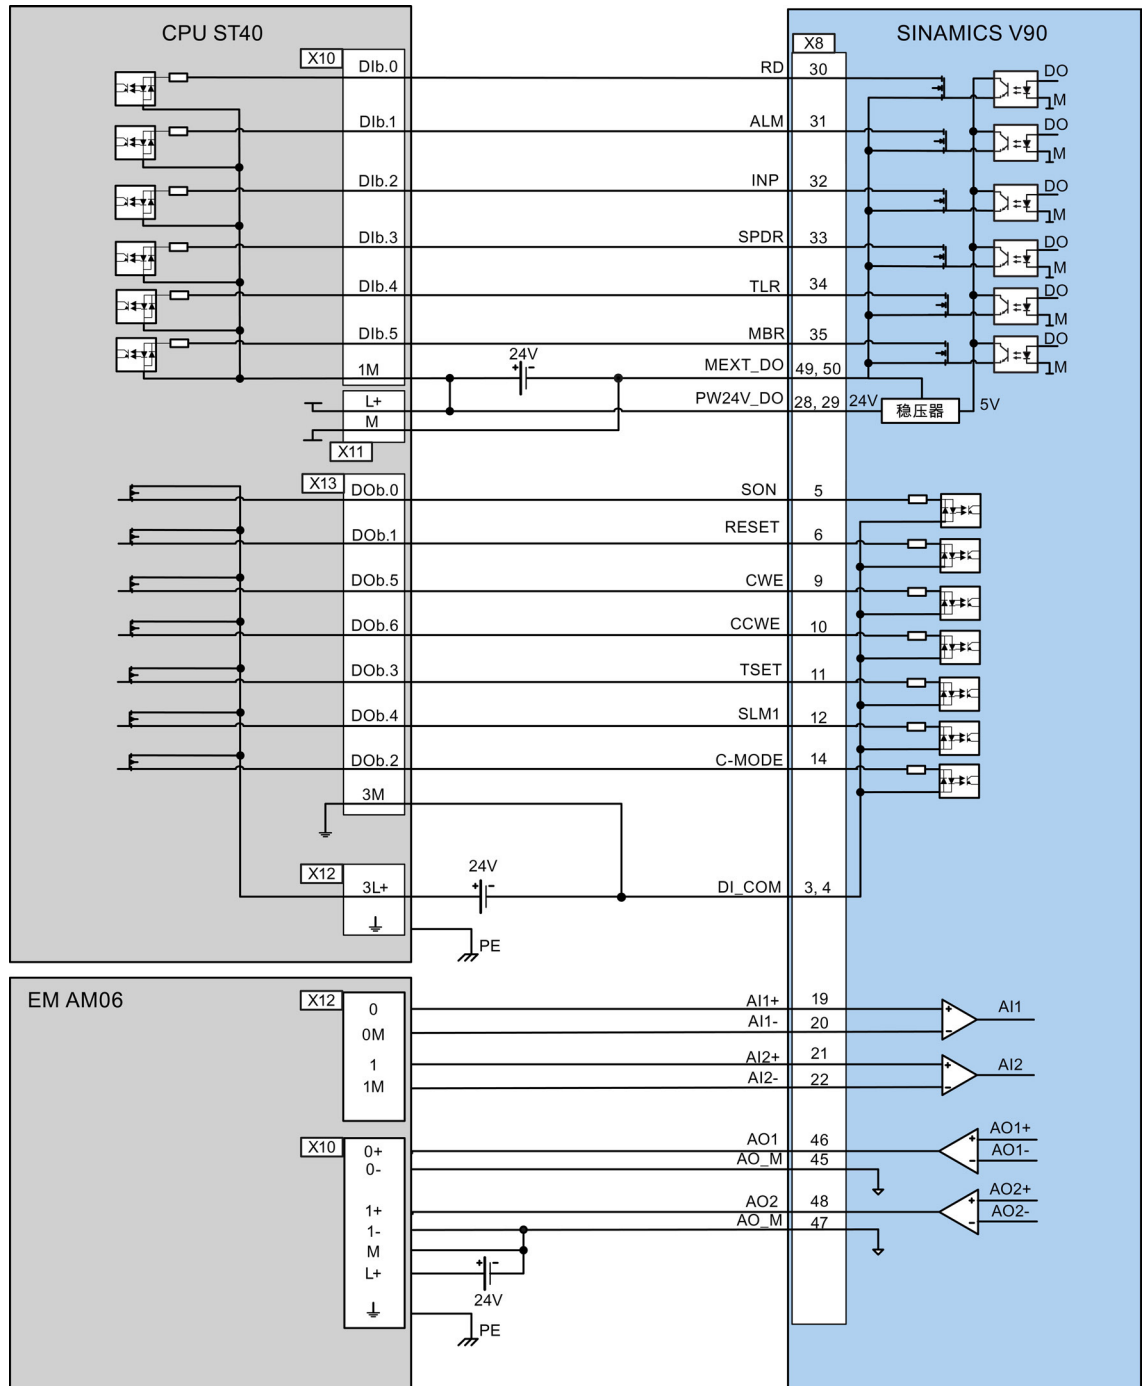 CPU ST40
SINAMICS V90
X10
X8
DIb.0 RD 30 DO
M
DIb.1 ALM 31 DO
M
DIb.2 INP 32 DO
M
DIb.3 SPDR 33 DO
M
DIb.4 TLR 34 DO
M
DIb.5 MBR 35 DO
24V
1M MEXT_DO 49, 50 M
L+ PW24V_DO 28, 29 24V 稳压器 5V
M
X11
X13
DOb.0 SON 5
DOb.1 RESET 6
DOb.5 CWE 9
DOb.6 CCWE 10
DOb.3 TSET 11
DOb.4 SLM1 12
DOb.2 C-MODE 14
3M
X12
24V
3L+ DI_COM 3, 4
PE
EM AM06
X12
0 AI1+ 19 AI1
0M AI1- 20
1 AI2+ 21 AI2
1M AI2- 22
X10
AO1+
0+ AO1 46
AO1-
0- AO_M 45
AO2+
1+ AO2 48
AO2-
1- AO_M 47
M
L+
24V
PE